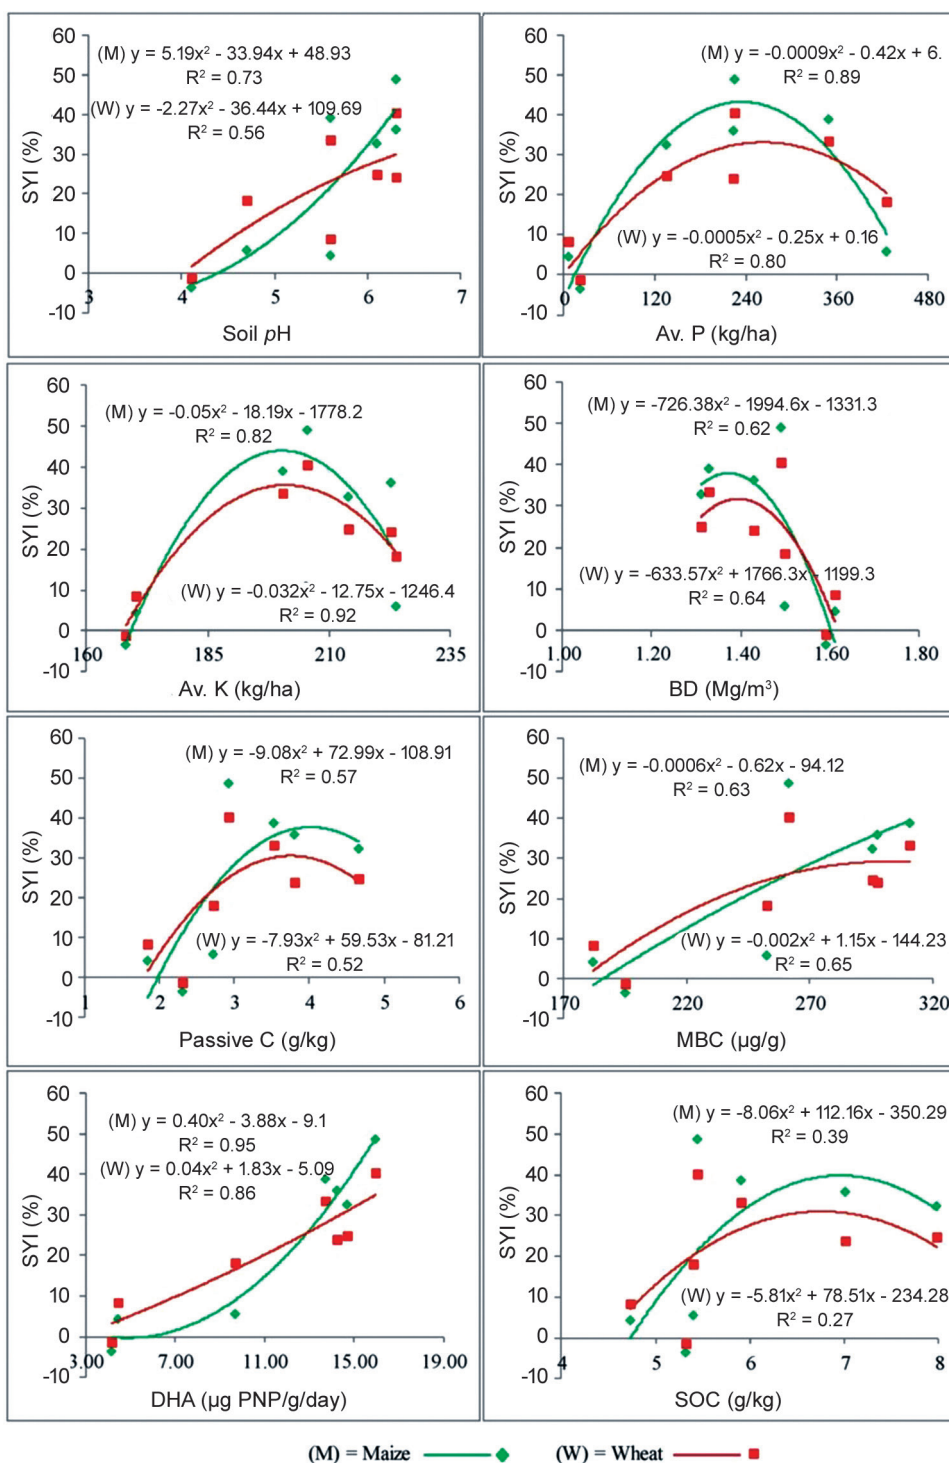 60
50
40
30
20
10
0
-10
SYI (%)
(M) y = 5.19x² - 33.94x + 48.93
R² = 0.73
(W) y = -2.27x² - 36.44x + 109.69
R² = 0.56
3 4 5 6 7
Soil pH
60
50
40
30
20
10
0
-10
SYI (%)
(M) y = -0.0009x² - 0.42x + 6.
R² = 0.89
(W) y = -0.0005x² - 0.25x + 0.16
R² = 0.80
0 120 240 360 480
Av. P (kg/ha)
60
50
40
30
20
10
0
-10
SYI (%)
(M) y = -0.05x² - 18.19x - 1778.2
R² = 0.82
(W) y = -0.032x² - 12.75x - 1246.4
R² = 0.92
160 185 210 235
Av. K (kg/ha)
60
50
40
30
20
10
0
-10
SYI (%)
(M) y = -726.38x² - 1994.6x - 1331.3
R² = 0.62
(W) y = -633.57x² + 1766.3x - 1199.3
R² = 0.64
1.00 1.20 1.40 1.60 1.80
BD (Mg/m³)
60
50
40
30
20
10
0
-10
SYI (%)
(M) y = -9.08x² + 72.99x - 108.91
R² = 0.57
(W) y = -7.93x² + 59.53x - 81.21
R² = 0.52
1 2 3 4 5 6
Passive C (g/kg)
60
50
40
30
20
10
0
-10
SYI (%)
(M) y = -0.0006x² - 0.62x - 94.12
R² = 0.63
(W) y = -0.002x² + 1.15x - 144.23
R² = 0.65
170 220 270 320
MBC (µg/g)
60
50
40
30
20
10
0
-10
SYI (%)
(M) y = 0.40x² - 3.88x - 9.1
R² = 0.95
(W) y = 0.04x² + 1.83x - 5.09
R² = 0.86
3.00 7.00 11.00 15.00 19.00
DHA (µg PNP/g/day)
60
50
40
30
20
10
0
-10
SYI (%)
(M) y = -8.06x² + 112.16x - 350.29
R² = 0.39
(W) y = -5.81x² + 78.51x - 234.28
R² = 0.27
4 5 6 7 8
SOC (g/kg)
(M) = Maize (W) = Wheat